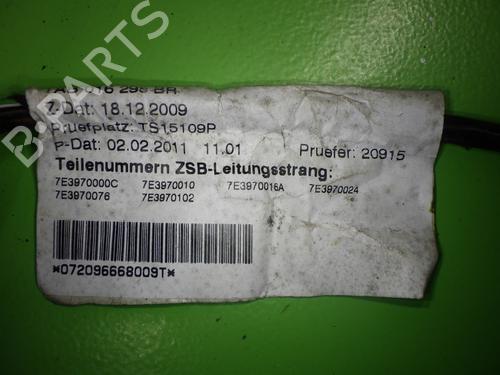 Z-Dat: 18.12.2009
Pruefplatz: TS15109P
P-Dat: 02.02.2011 11.01 Pruefer: 20915
Teilenummern ZSB-Leitungsstrang:
7E3970000C 7E3970010 7E3970016A 7E3970024
7E3970076 7E3970102
*072096668009T*
B-PARTS